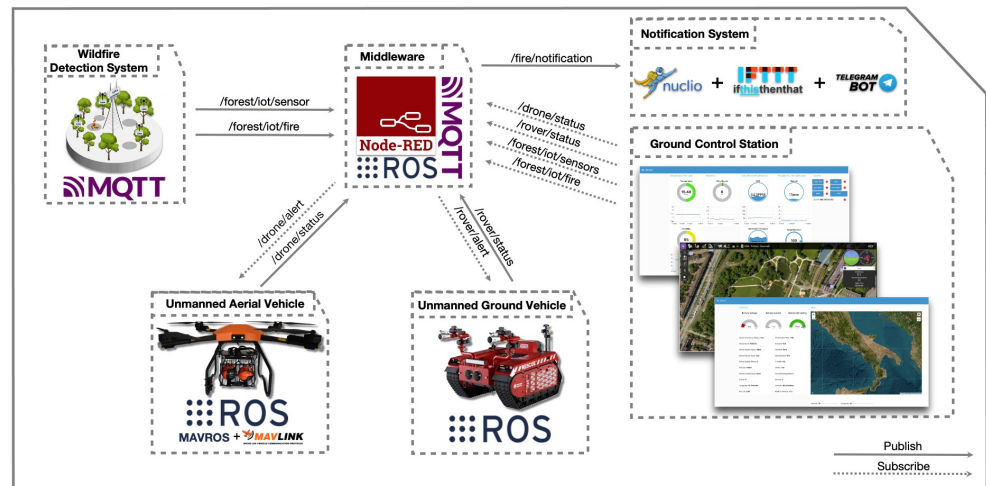 Wildfire
Detection System
MQTT
/forest/iot/sensor
/forest/iot/fire
Middleware
Node-RED
ROS
MQTT
/fire/notification
/drone/status
/rover/status
/forest/iot/sensors
/forest/iot/fire
Notification System
nuclio
+
IFTTT
ifthisthenthat
+
TELEGRAM
BOT
Ground Control Station
/drone/alert
/drone/status
/rover/status
/rover/alert
Unmanned Aerial Vehicle
ROS
MAVROS + MAVLINK
Unmanned Ground Vehicle
ROS
Publish
Subscribe